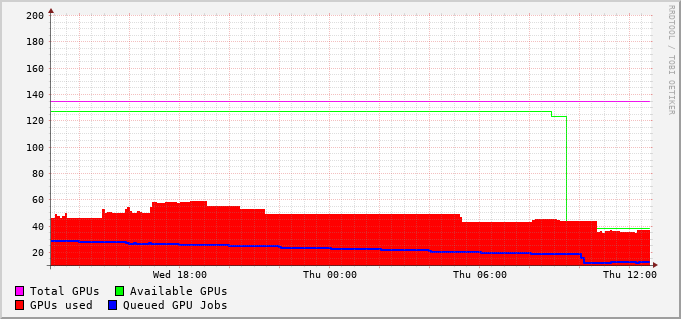 200
180
160
140
120
100
80
60
40
20
Wed 18:00 Thu 00:00 Thu 06:00 Thu 12:00
Total GPUs Available GPUs
GPUs used Queued GPU Jobs
RRDTOOL / TOBI OETIKER